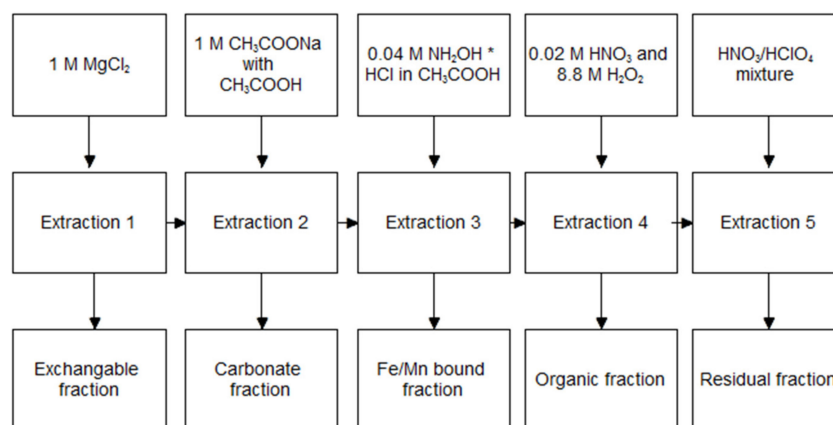 1 M MgCl₂
1 M CH₃COONa
with
CH₃COOH
0.04 M NH₂OH *
HCl in CH₃COOH
0.02 M HNO₃ and
8.8 M H₂O₂
HNO₃/HClO₄
mixture
Extraction 1
Extraction 2
Extraction 3
Extraction 4
Extraction 5
Exchangable
fraction
Carbonate
fraction
Fe/Mn bound
fraction
Organic fraction
Residual fraction